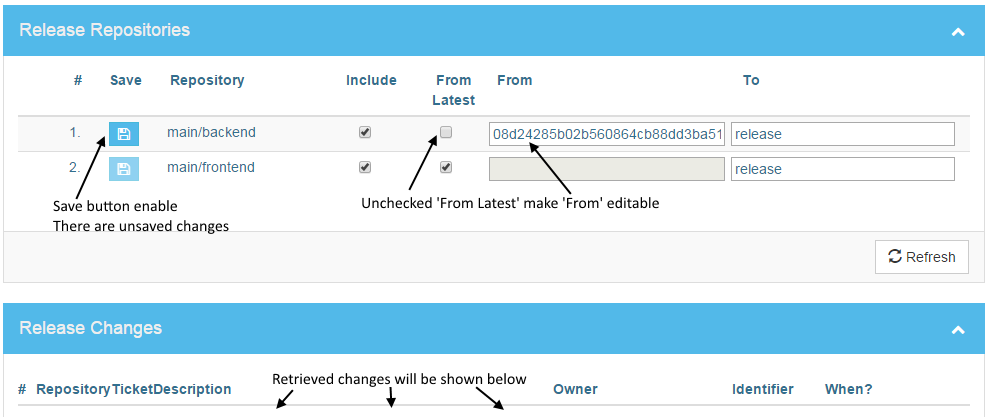 Release Repositories
# Save Repository Include From Latest From To
1. main/backend 08d24285b02b560864cb88dd3ba51 release
2. main/frontend release
Save button enable
There are unsaved changes
Unchecked 'From Latest' make 'From' editable
Refresh
Release Changes
# Repository Ticket Description Owner Identifier When?
Retrieved changes will be shown below